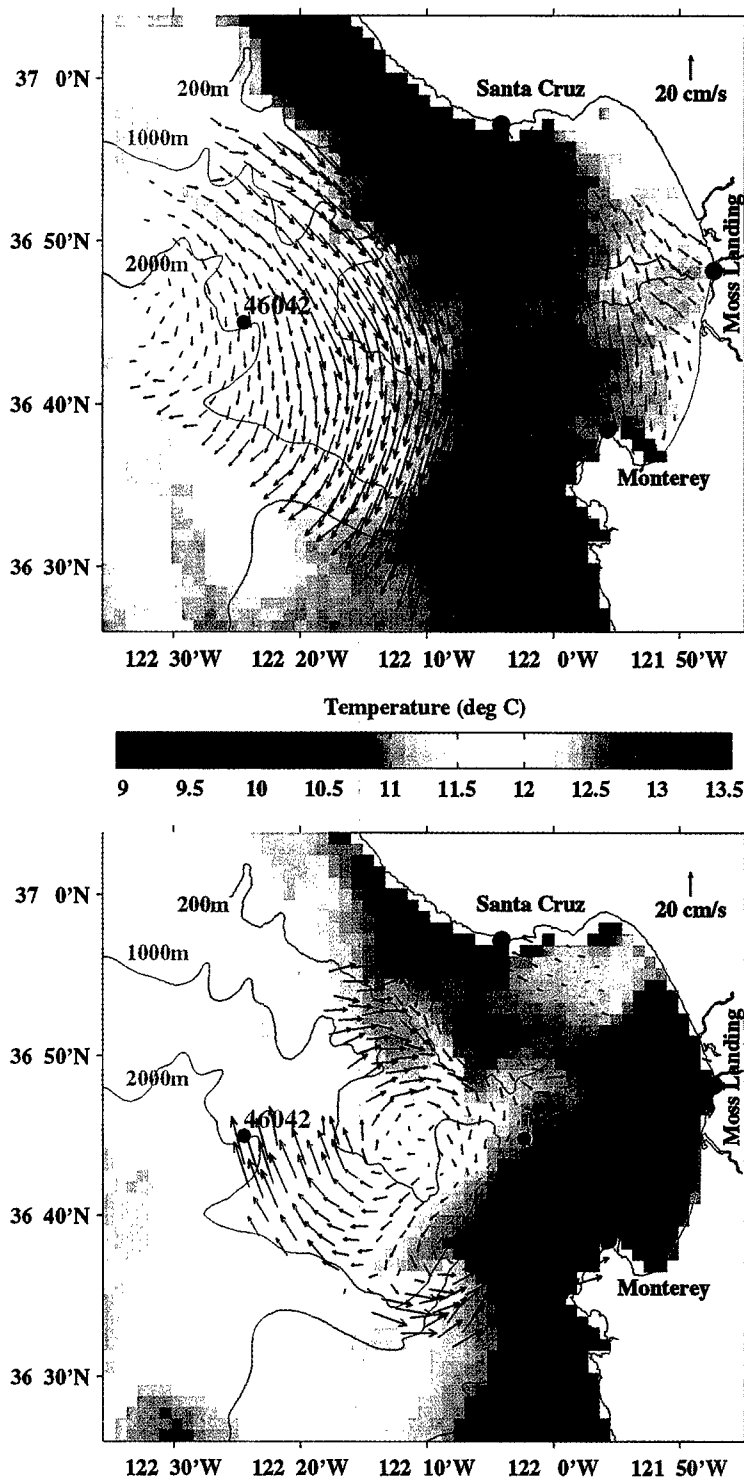 37 0'N
200m
Santa Cruz
20 cm/s
1000m
36 50'N
2000m
46042
Moss Landing
36 40'N
Monterey
36 30'N
122 30'W 122 20'W 122 10'W 122 0'W 121 50'W
Temperature (deg C)
9 9.5 10 10.5 11 11.5 12 12.5 13 13.5
37 0'N
200m
Santa Cruz
20 cm/s
1000m
36 50'N
2000m
46042
Moss Landing
36 40'N
Monterey
36 30'N
122 30'W 122 20'W 122 10'W 122 0'W 121 50'W